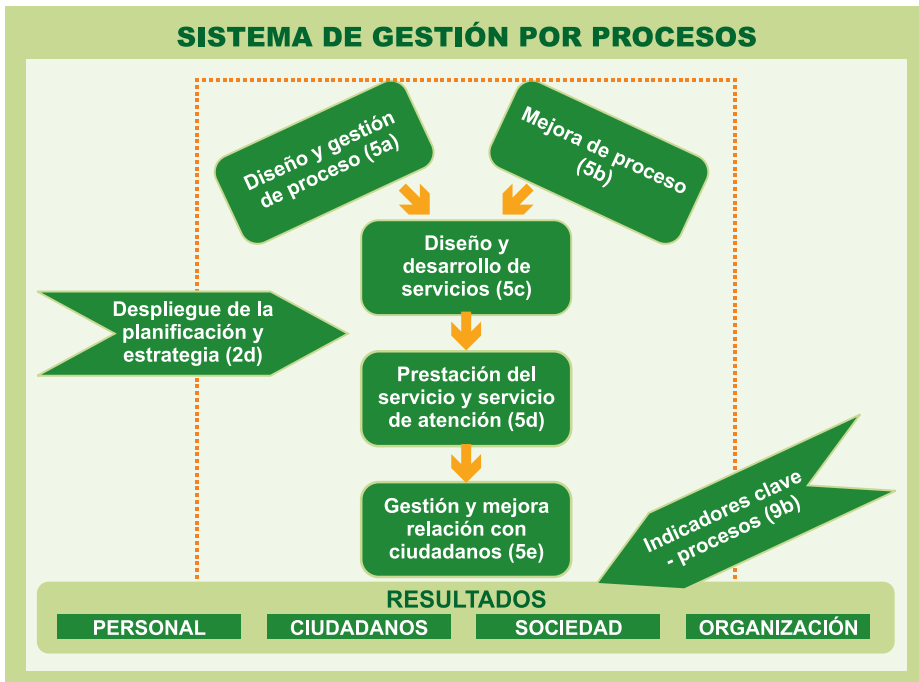 SISTEMA DE GESTIÓN POR PROCESOS
Diseño y gestión
de proceso (5a)
Mejora de proceso
(5b)
Diseño y
desarrollo de
servicios (5c)
Despliegue de la
planificación y
estrategia (2d)
Prestación del
servicio y servicio
de atención (5d)
Gestión y mejora
relación con
ciudadanos (5e)
Indicadores clave
- procesos (9b)
RESULTADOS
PERSONAL
CIUDADANOS
SOCIEDAD
ORGANIZACIÓN